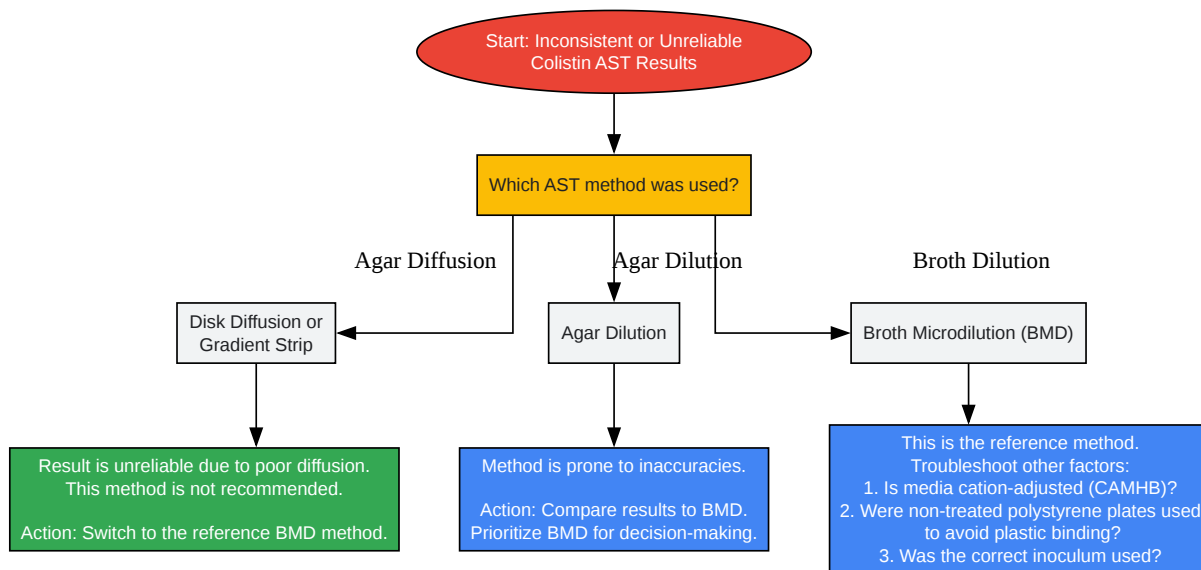 Start: Inconsistent or Unreliable
Colistin AST Results
Which AST method was used?
Agar Diffusion
Agar Dilution
Broth Dilution
Disk Diffusion or
Gradient Strip
Agar Dilution
Broth Microdilution (BMD)
Result is unreliable due to poor diffusion.
This method is not recommended.
Action: Switch to the reference BMD method.
Method is prone to inaccuracies.
Action: Compare results to BMD.
Prioritize BMD for decision-making.
This is the reference method.
Troubleshoot other factors:
1. Is media cation-adjusted (CAMHB)?
2. Were non-treated polystyrene plates used
to avoid plastic binding?
3. Was the correct inoculum used?